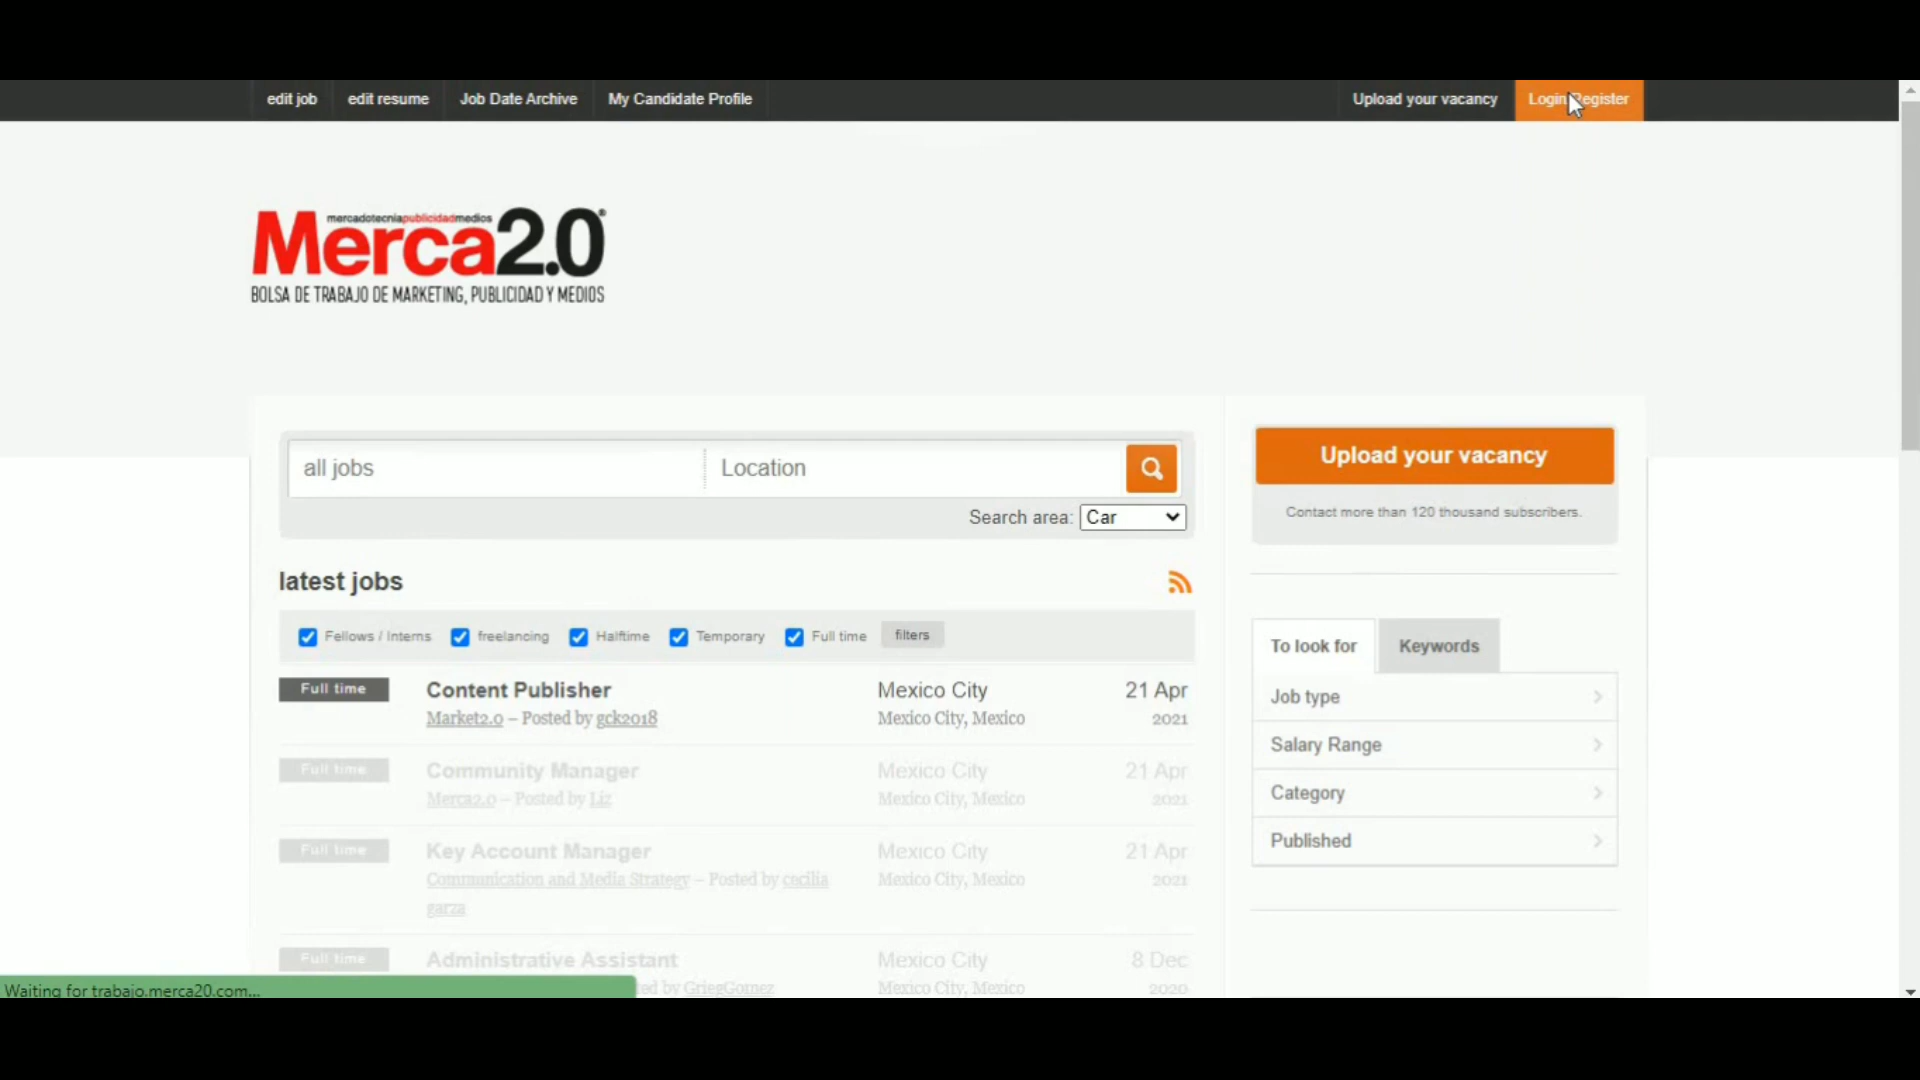 edit job
edit resume
Job Date Archive
My Candidate Profile
Upload your vacancy
Login Register
mercadotecniapublicidadmedios
Merca2.0®
BOLSA DE TRABAJO DE MARKETING, PUBLICIDAD Y MEDIOS
all jobs
Location
Search area: Car
Upload your vacancy
Contact more than 120 thousand subscribers.
latest jobs
Fellows / Interns
freelancing
Halftime
Temporary
Full time
filters
To look for
Keywords
Job type
Salary Range
Category
Published
Full time
Content Publisher
Mexico City
21 Apr
Market2.0 – Posted by gck2018
Mexico City, Mexico
2021
Full time
Community Manager
Mexico City
21 Apr
Merca2.0 – Posted by Liz
Mexico City, Mexico
2021
Full time
Key Account Manager
Mexico City
21 Apr
Communication and Media Strategy – Posted by cecilia
garza
Mexico City, Mexico
2021
Full time
Administrative Assistant
Mexico City
8 Dec
by GriegGomez
Mexico City, Mexico
2020
Waiting for trabajo.merca20.com...